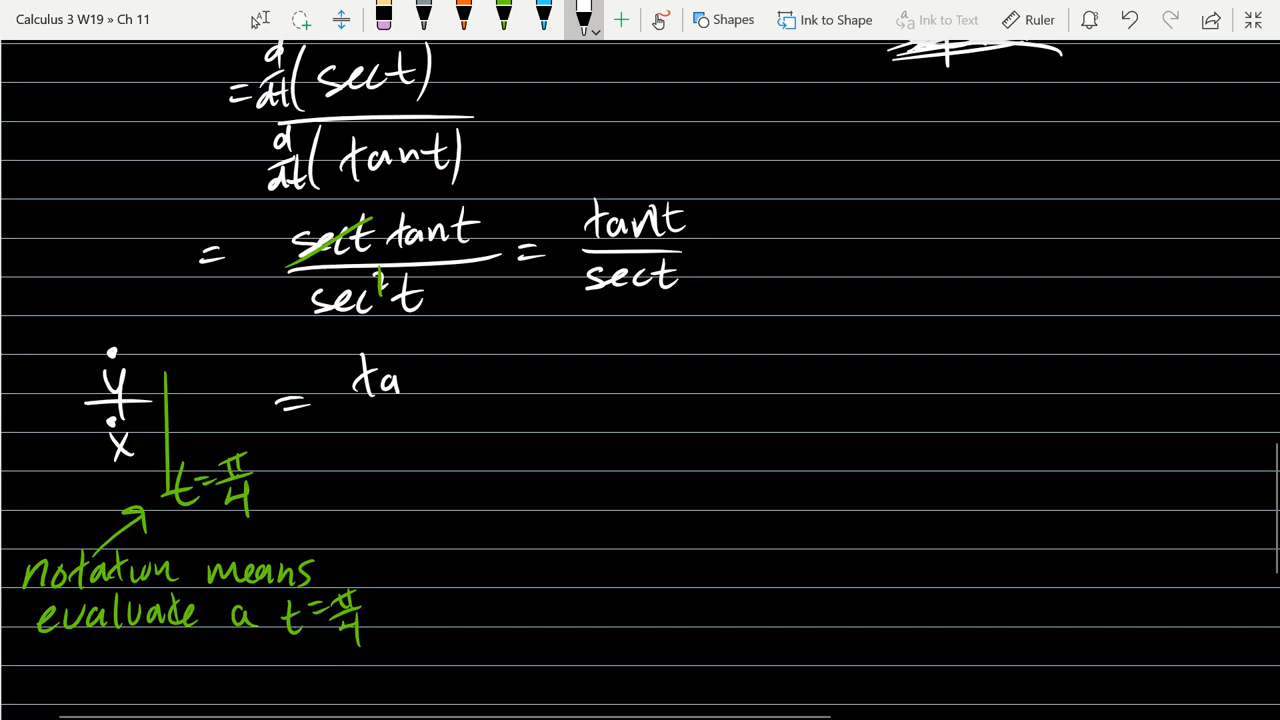 Calculus 3 W19 » Ch 11
Shapes
Ink to Shape
Ink to Text
Ruler
= d/dt( sect)
d/dt( tant)
= sect tant / sec²t = tant / sect
ẏ/ẋ | t=π/4 = ta
notation means
evaluate a t=π/4